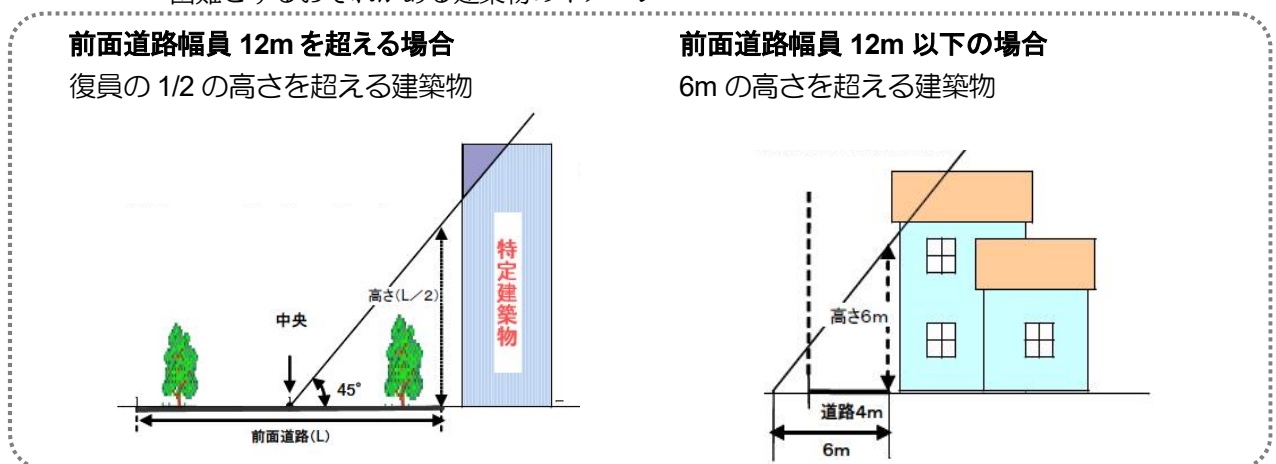 前面道路幅員 12m を超える場合
復員の 1/2 の高さを超える建築物
高さ(L/2)
中央
45°
前面道路(L)
特定建築物
前面道路幅員 12m 以下の場合
6m の高さを超える建築物
高さ6m
道路4m
6m